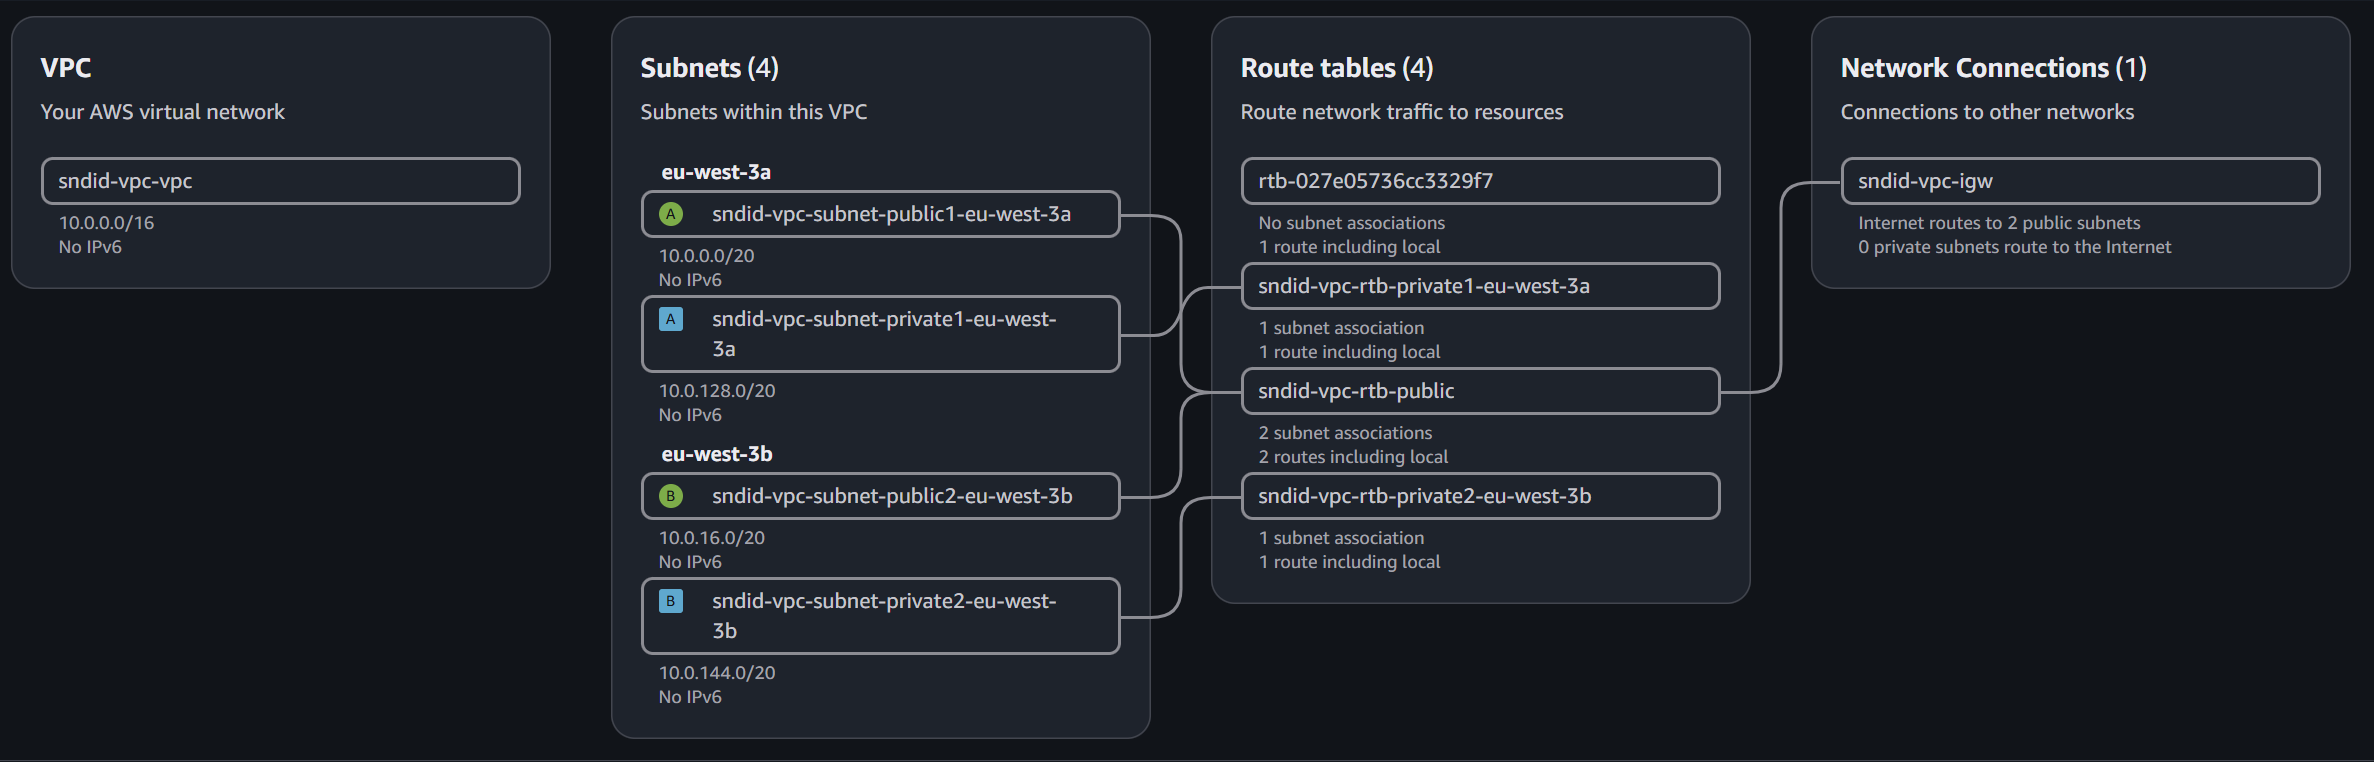 VPC
Your AWS virtual network
sndid-vpc-vpc
10.0.0.0/16
No IPv6
Subnets (4)
Subnets within this VPC
eu-west-3a
A sndid-vpc-subnet-public1-eu-west-3a
10.0.0.0/20
No IPv6
A sndid-vpc-subnet-private1-eu-west-
3a
10.0.128.0/20
No IPv6
eu-west-3b
B sndid-vpc-subnet-public2-eu-west-3b
10.0.16.0/20
No IPv6
B sndid-vpc-subnet-private2-eu-west-
3b
10.0.144.0/20
No IPv6
Route tables (4)
Route network traffic to resources
rtb-027e05736cc3329f7
No subnet associations
1 route including local
sndid-vpc-rtb-private1-eu-west-3a
1 subnet association
1 route including local
sndid-vpc-rtb-public
2 subnet associations
2 routes including local
sndid-vpc-rtb-private2-eu-west-3b
1 subnet association
1 route including local
Network Connections (1)
Connections to other networks
sndid-vpc-igw
Internet routes to 2 public subnets
0 private subnets route to the Internet